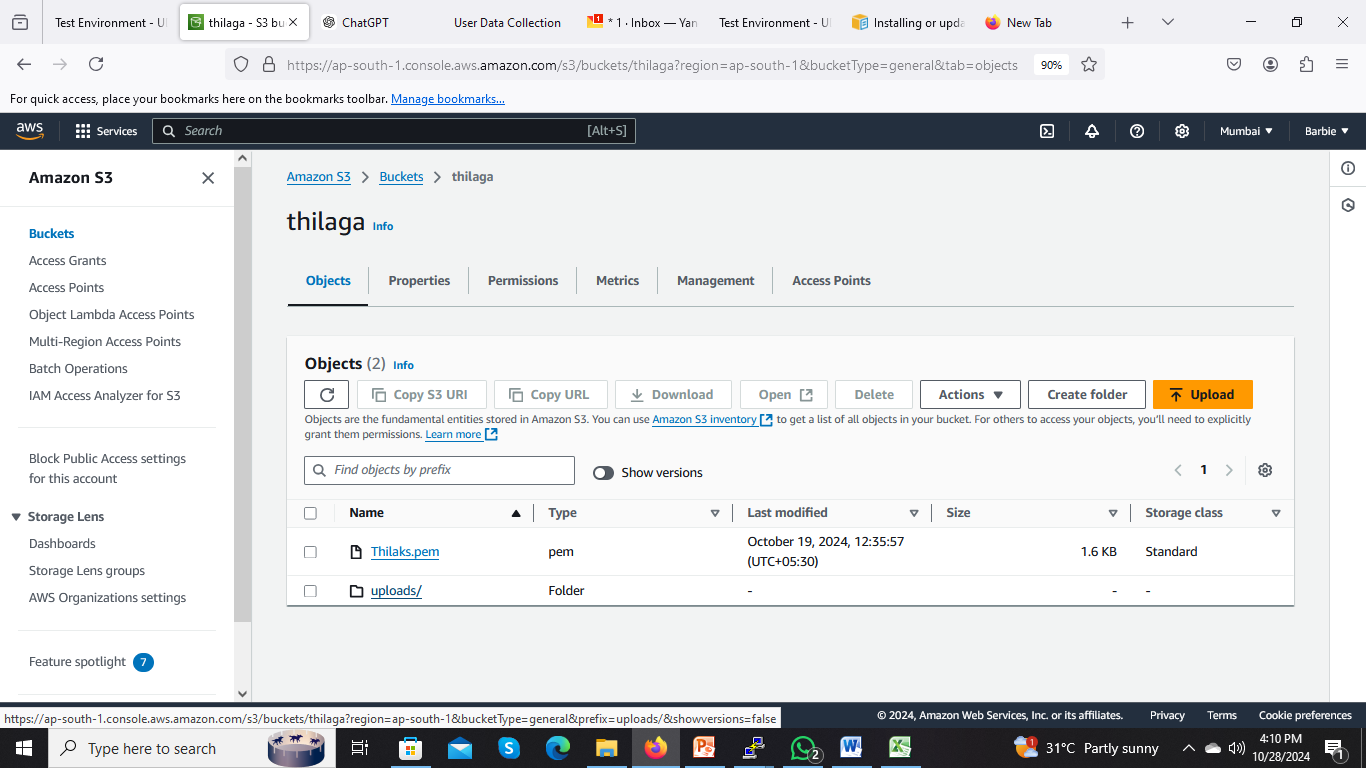 Test Environment - Ul
thilaga - S3 bu
ChatGPT
User Data Collection
1
* 1 · Inbox — Yan
Test Environment - Ul
Installing or upda
New Tab
https://ap-south-1.console.aws.amazon.com/s3/buckets/thilaga?region=ap-south-1&bucketType=general&tab=objects
90%
For quick access, place your bookmarks here on the bookmarks toolbar. Manage bookmarks...
aws
Services
Search
[Alt+S]
Mumbai
Barbie
Amazon S3
Buckets
Access Grants
Access Points
Object Lambda Access Points
Multi-Region Access Points
Batch Operations
IAM Access Analyzer for S3
Block Public Access settings
for this account
Storage Lens
Dashboards
Storage Lens groups
AWS Organizations settings
Feature spotlight 7
Amazon S3 > Buckets > thilaga
thilaga Info
Objects
Properties
Permissions
Metrics
Management
Access Points
Objects (2) Info
Copy S3 URI
Copy URL
Download
Open
Delete
Actions
Create folder
Upload
Objects are the fundamental entities stored in Amazon S3. You can use Amazon S3 inventory to get a list of all objects in your bucket. For others to access your objects, you'll need to explicitly
grant them permissions. Learn more
Find objects by prefix
Show versions
1
Name
Type
Last modified
Size
Storage class
Thilaks.pem
pem
October 19, 2024, 12:35:57
(UTC+05:30)
1.6 KB
Standard
uploads/
Folder
-
-
-
https://ap-south-1.console.aws.amazon.com/s3/buckets/thilaga?region=ap-south-1&bucketType=general&prefix=uploads/&showversions=false
© 2024, Amazon Web Services, Inc. or its affiliates.
Privacy
Terms
Cookie preferences
Type here to search
2
1
31°C Partly sunny
4:10 PM
10/28/2024
1